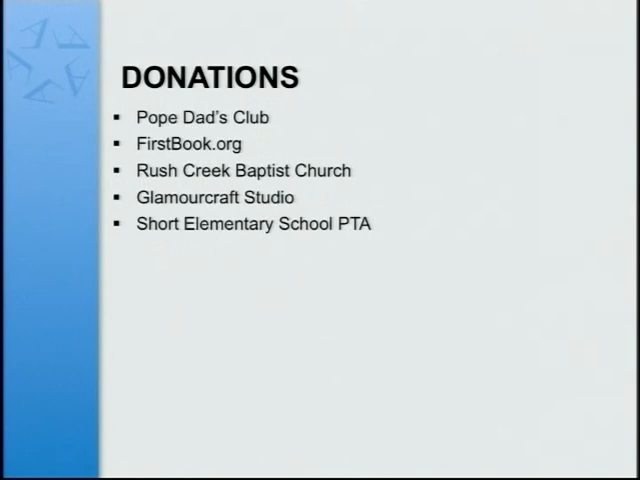 DONATIONS
▪ Pope Dad's Club
▪ FirstBook.org
▪ Rush Creek Baptist Church
▪ Glamourcraft Studio
▪ Short Elementary School PTA